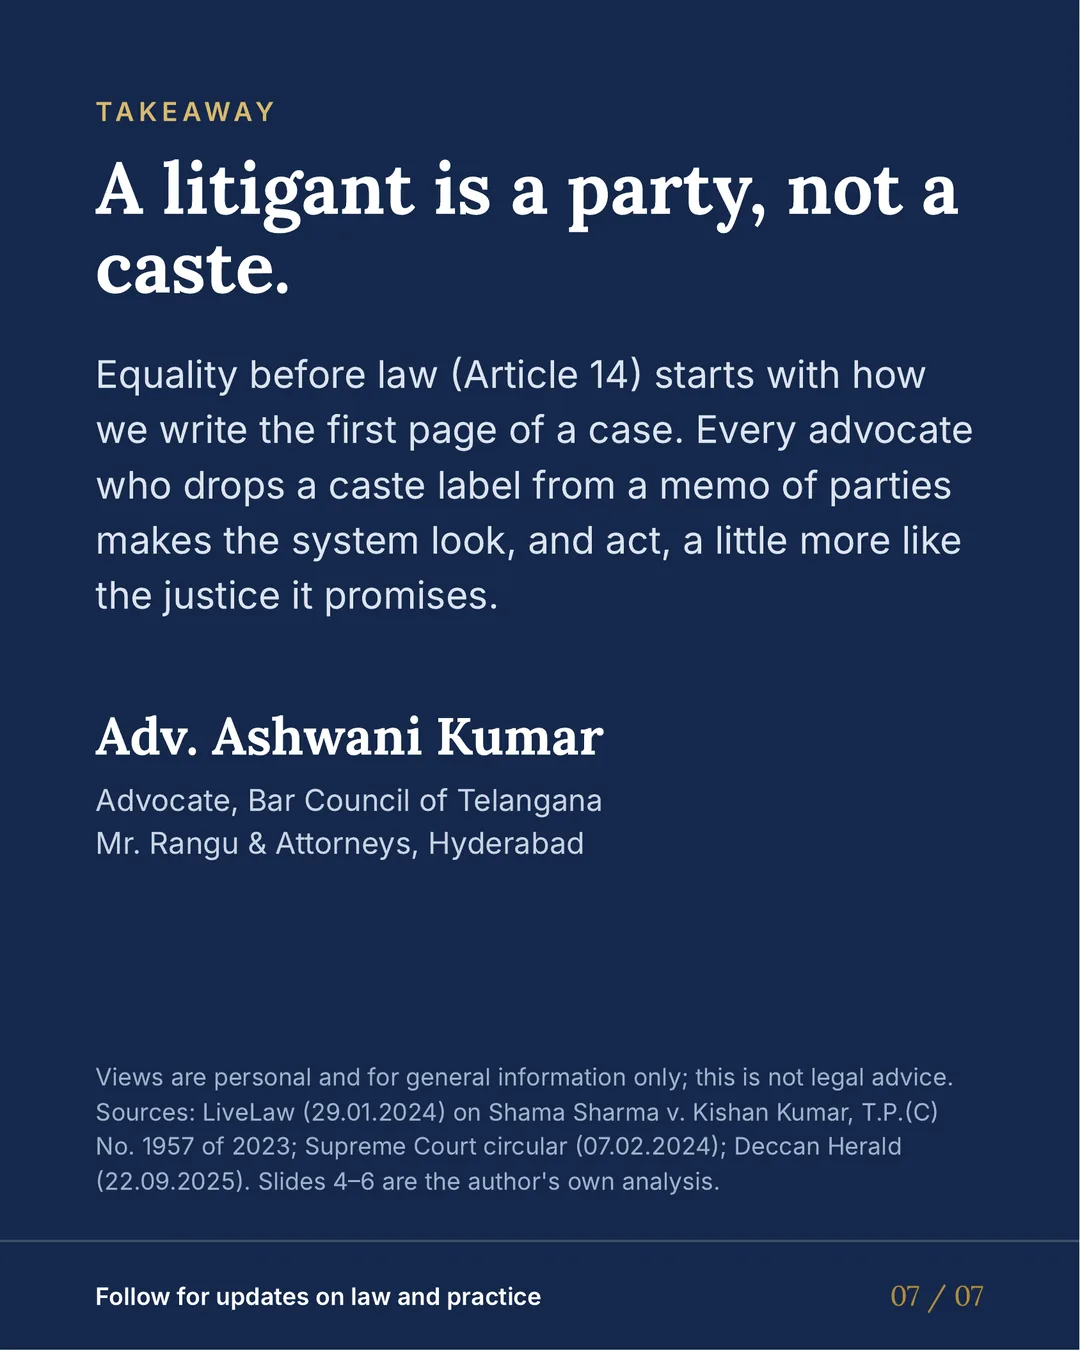 TAKEAWAY
A litigant is a party, not a
caste.
Equality before law (Article 14) starts with how
we write the first page of a case. Every advocate
who drops a caste label from a memo of parties
makes the system look, and act, a little more like
the justice it promises.
Adv. Ashwani Kumar
Advocate, Bar Council of Telangana
Mr. Rangu & Attorneys, Hyderabad
Views are personal and for general information only; this is not legal advice.
Sources: LiveLaw (29.01.2024) on Shama Sharma v. Kishan Kumar, T.P.(C)
No. 1957 of 2023; Supreme Court circular (07.02.2024); Deccan Herald
(22.09.2025). Slides 4–6 are the author's own analysis.
Follow for updates on law and practice
07 / 07